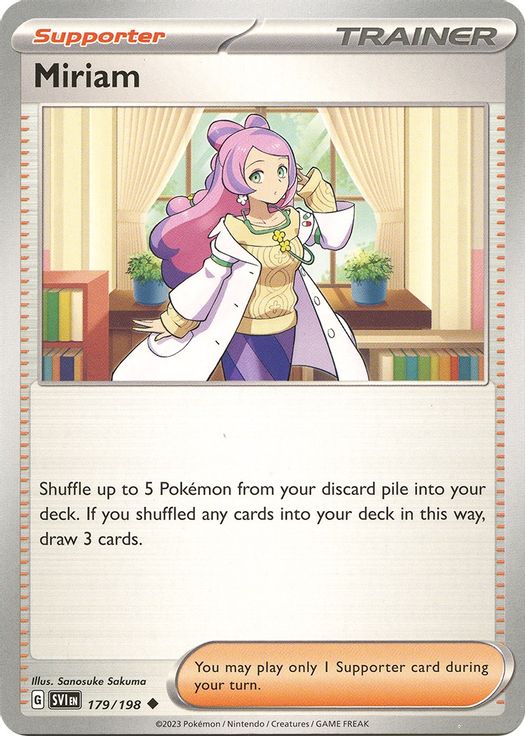 Supporter
TRAINER
Miriam
Shuffle up to 5 Pokémon from your discard pile into your
deck. If you shuffled any cards into your deck in this way,
draw 3 cards.
Illus. Sanosuke Sakuma
You may play only 1 Supporter card during
your turn.
G SVI EN 179/198
©2023 Pokémon / Nintendo / Creatures / GAME FREAK